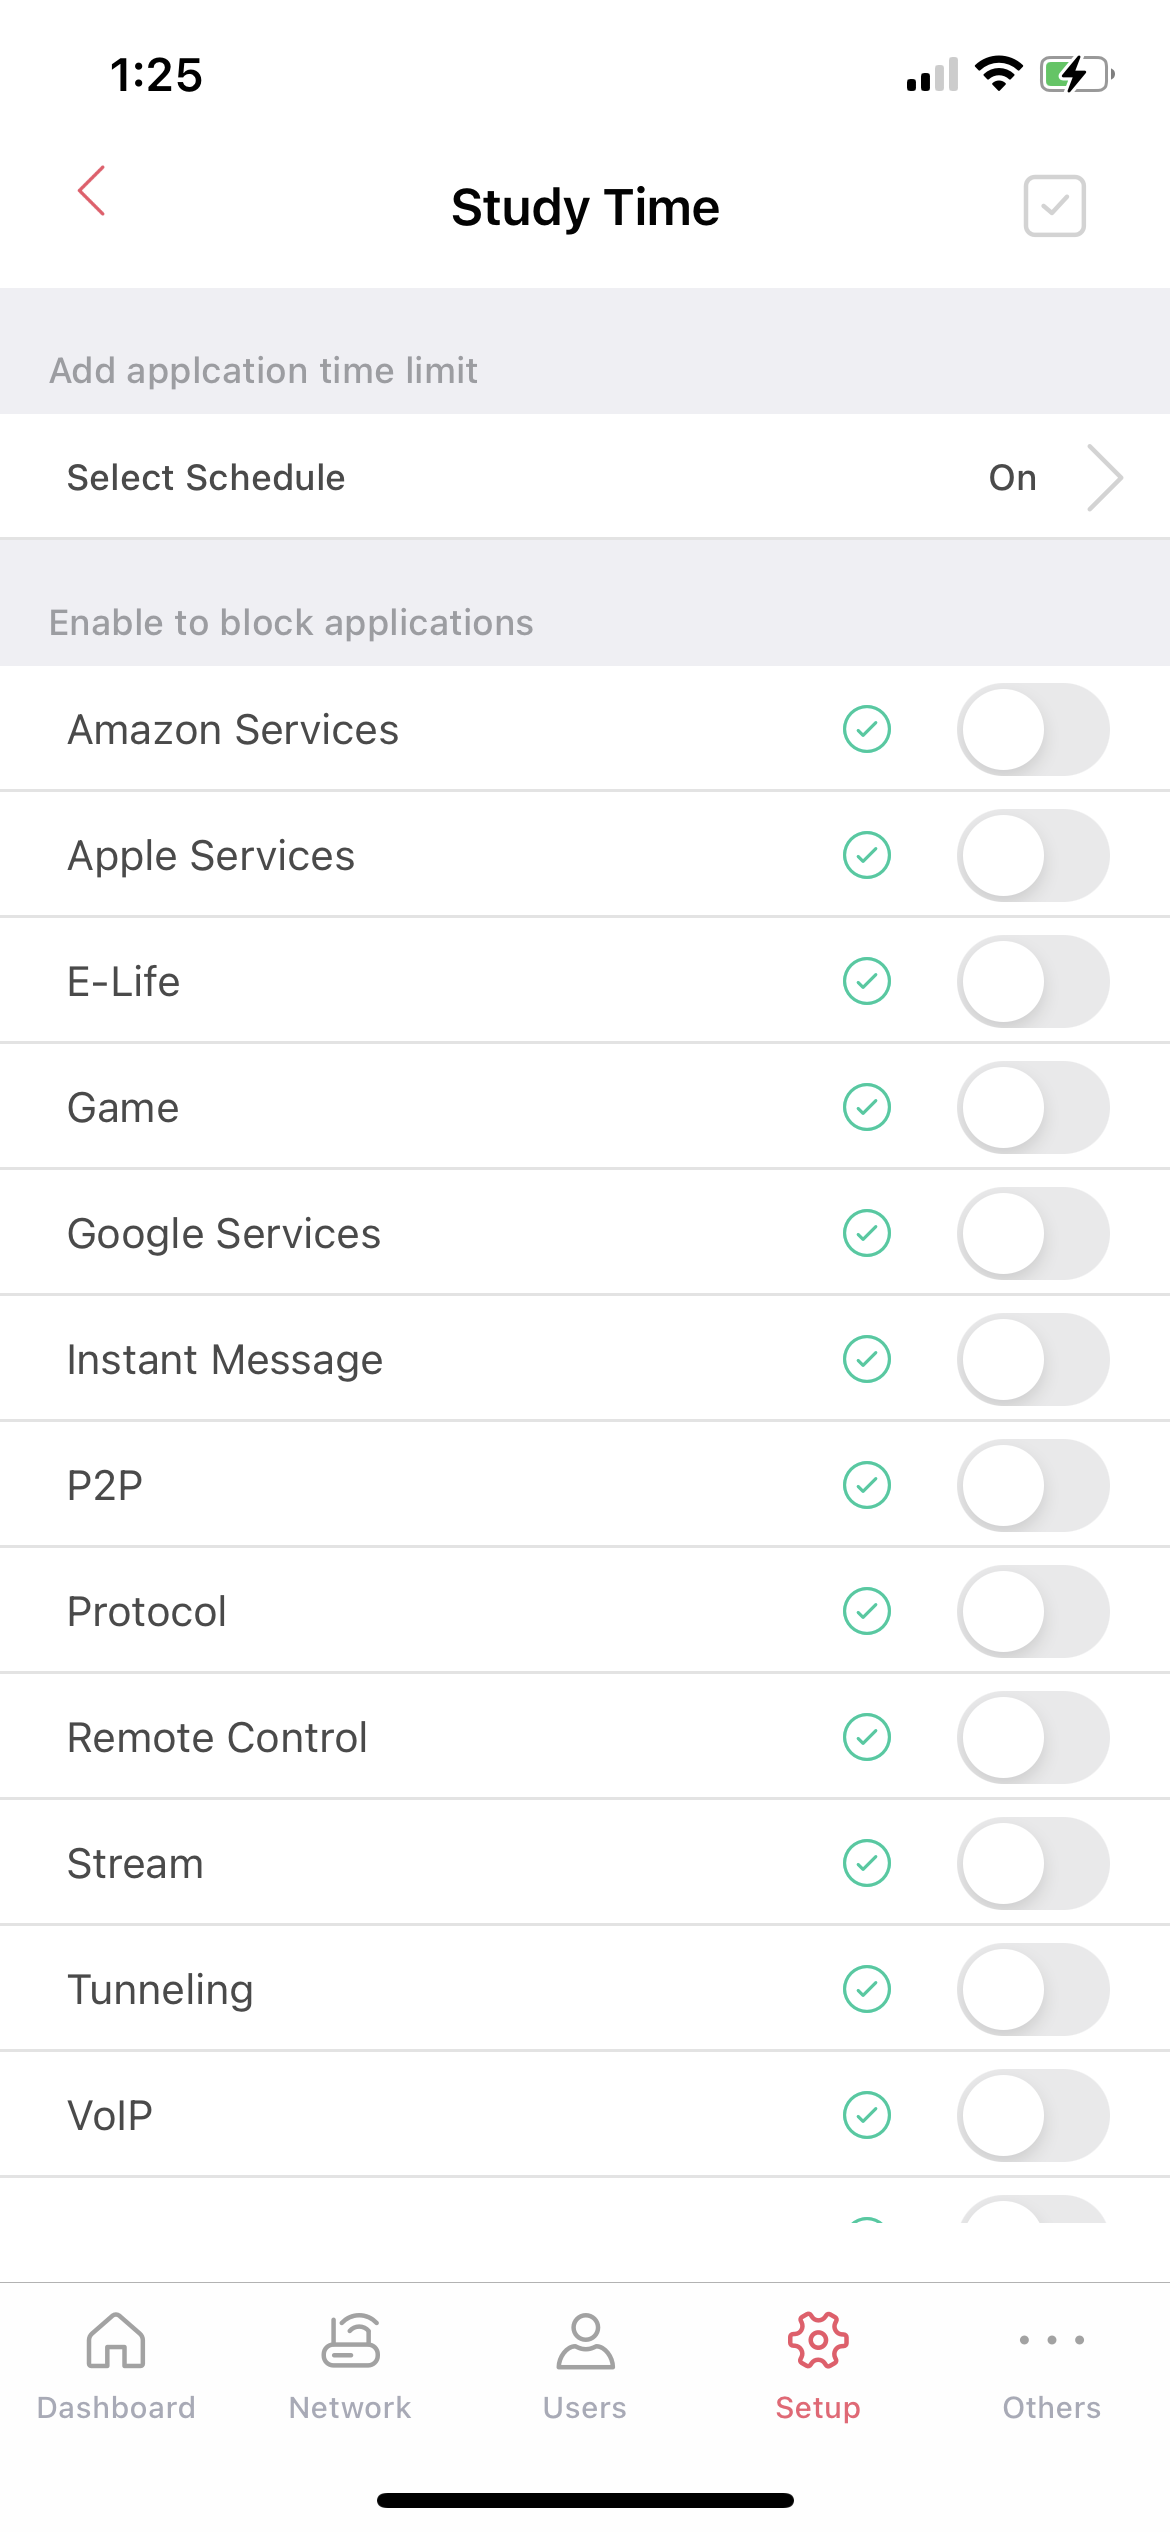 1:25
Study Time
Add applcation time limit
Select Schedule On
Enable to block applications
Amazon Services
Apple Services
E-Life
Game
Google Services
Instant Message
P2P
Protocol
Remote Control
Stream
Tunneling
VoIP
Dashboard Network Users Setup Others